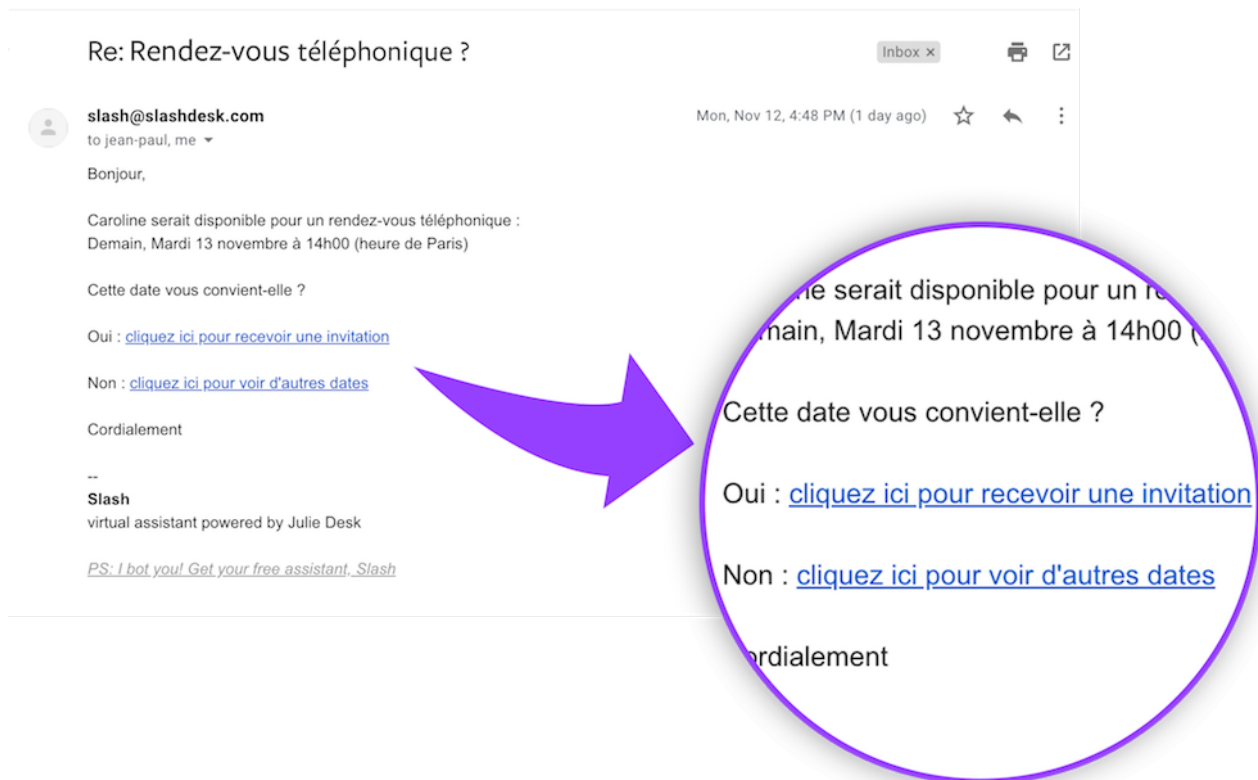 Re: Rendez-vous téléphonique ?
Inbox ×
slash@slashdesk.com
Mon, Nov 12, 4:48 PM (1 day ago)
to jean-paul, me
Bonjour,
Caroline serait disponible pour un rendez-vous téléphonique :
Demain, Mardi 13 novembre à 14h00 (heure de Paris)
Cette date vous convient-elle ?
Oui : cliquez ici pour recevoir une invitation
Non : cliquez ici pour voir d'autres dates
Cordialement
--
Slash
virtual assistant powered by Julie Desk
PS: I bot you! Get your free assistant, Slash
ne serait disponible pour un re
main, Mardi 13 novembre à 14h00 (
Cette date vous convient-elle ?
Oui : cliquez ici pour recevoir une invitation
Non : cliquez ici pour voir d'autres dates
ordialement